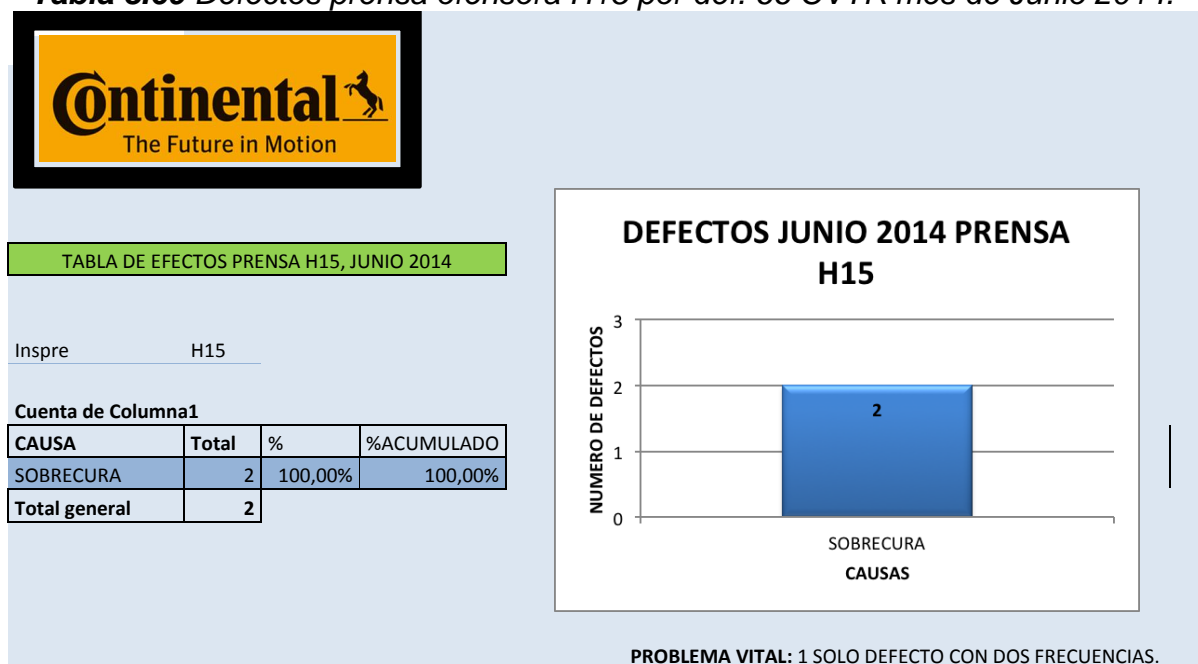 Continental
The Future in Motion
TABLA DE EFECTOS PRENSA H15, JUNIO 2014
Inspre H15
Cuenta de Columna1
CAUSA Total % %ACUMULADO
SOBRECURA 2 100,00% 100,00%
Total general 2
DEFECTOS JUNIO 2014 PRENSA
H15
NUMERO DE DEFECTOS
3
2
1
0
2
SOBRECURA
CAUSAS
PROBLEMA VITAL: 1 SOLO DEFECTO CON DOS FRECUENCIAS.